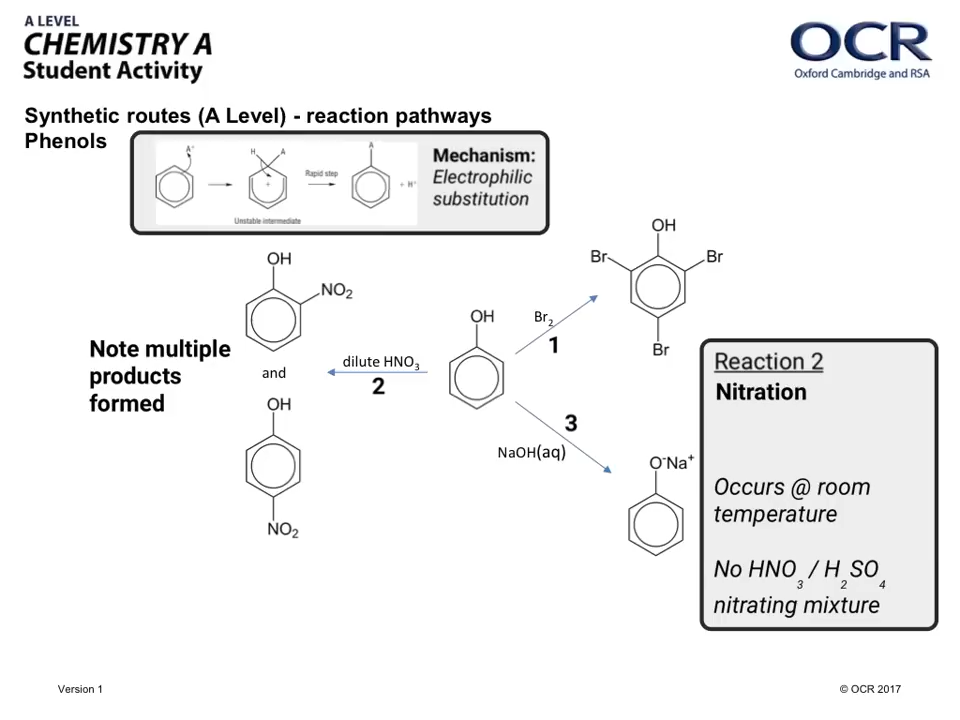 A LEVEL
CHEMISTRY A
Student Activity
OCR
Oxford Cambridge and RSA
Synthetic routes (A Level) - reaction pathways
Phenols
A⁺
H
A
Rapid step
A
+ H⁺
Unstable intermediate
Mechanism:
Electrophilic
substitution
OH
NO₂
Note multiple
products
formed
and
OH
NO₂
dilute HNO₃
2
OH
Br₂
1
OH
Br
Br
Br
3
NaOH(aq)
O⁻Na⁺
Reaction 2
Nitration
Occurs @ room
temperature
No HNO₃ / H₂SO₄
nitrating mixture
Version 1
© OCR 2017